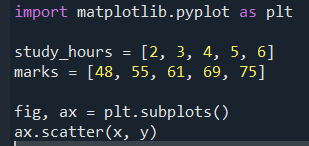 import matplotlib.pyplot as plt
study_hours = [2, 3, 4, 5, 6]
marks = [48, 55, 61, 69, 75]
fig, ax = plt.subplots()
ax.scatter(x, y)